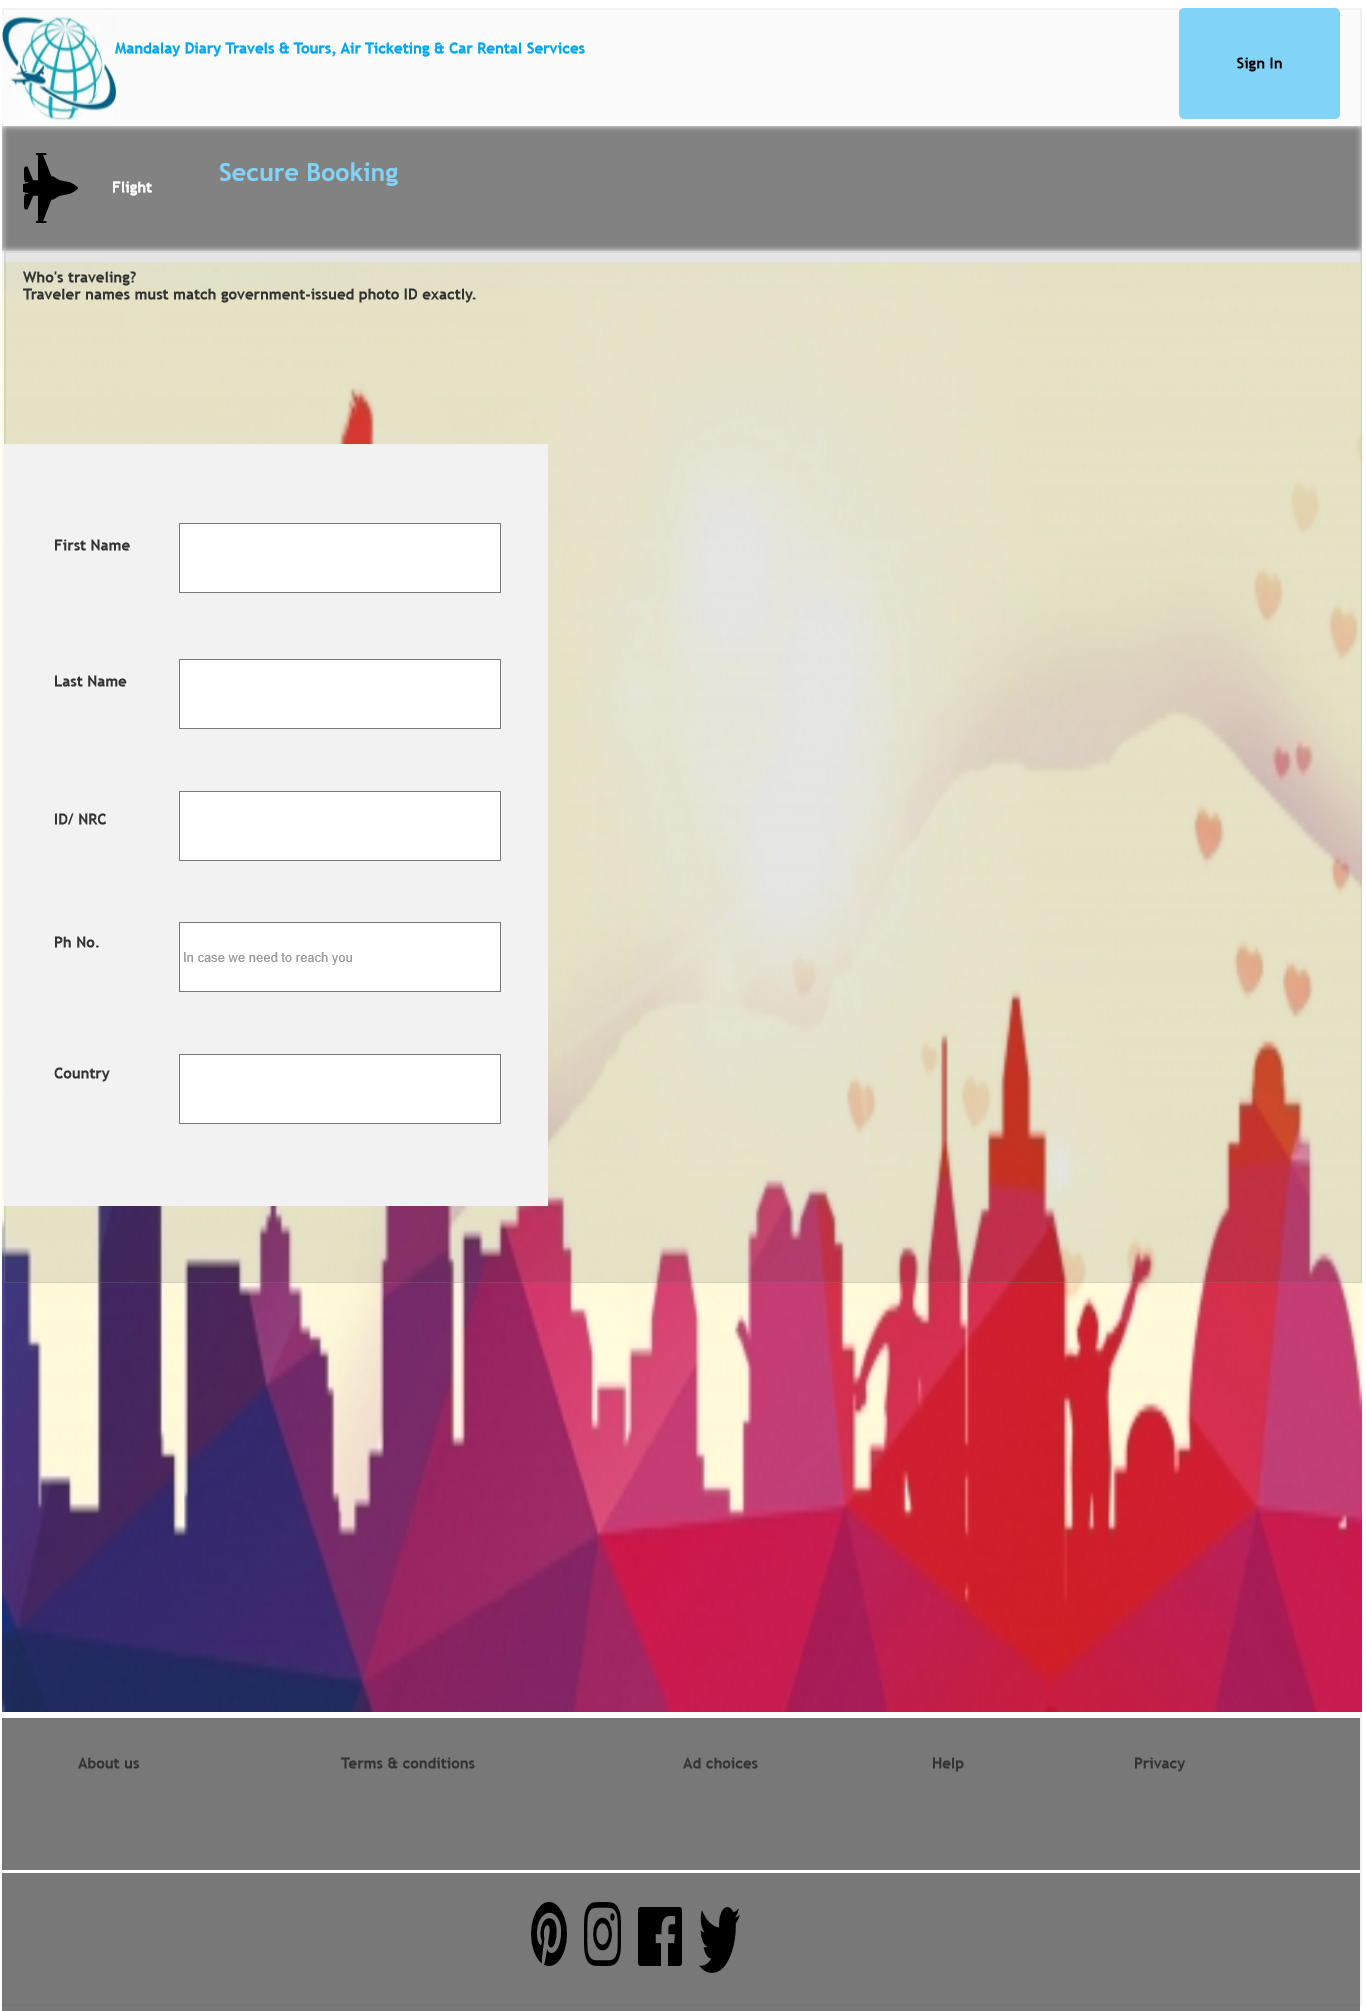 Mandalay Diary Travels & Tours, Air Ticketing & Car Rental Services
Sign In
Secure Booking
Flight
Who's traveling?
Traveler names must match government-issued photo ID exactly.
First Name
Last Name
ID/ NRC
Ph No.
In case we need to reach you
Country
About us
Terms & conditions
Ad choices
Help
Privacy